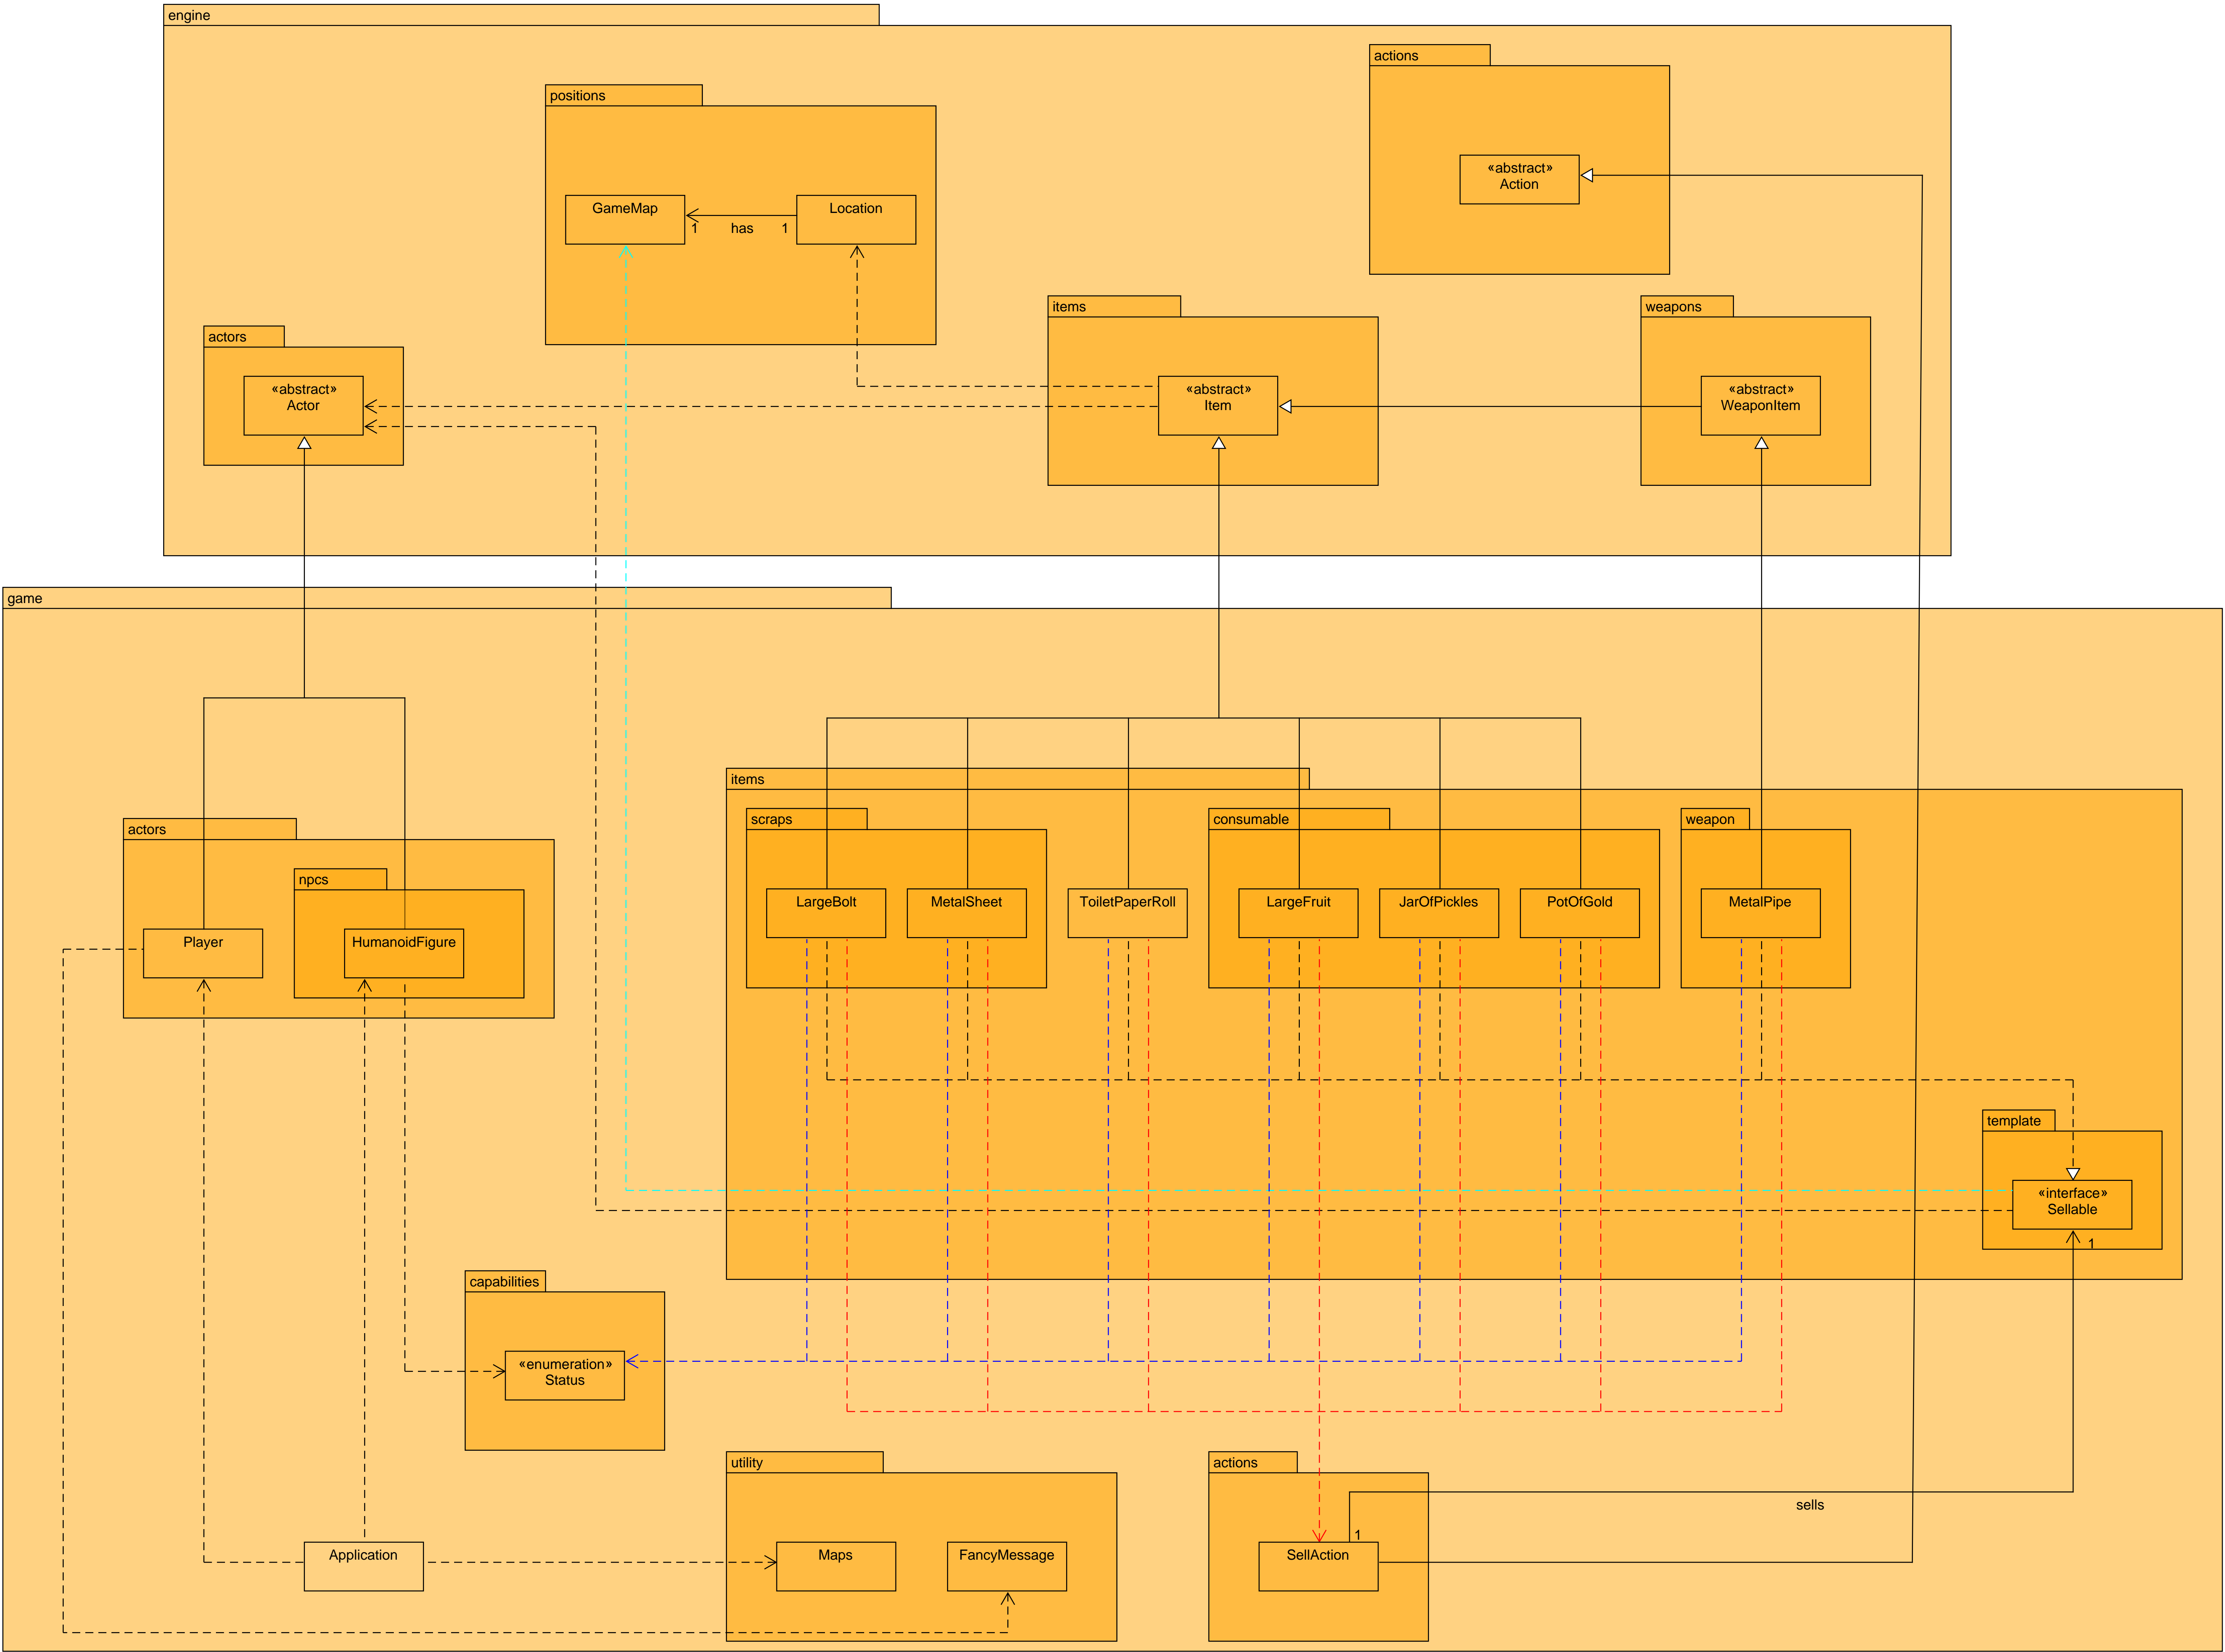 engine
actions
positions
«abstract»
Action
GameMap
Location
1
has
1
items
weapons
actors
«abstract»
Actor
«abstract»
Item
«abstract»
WeaponItem
game
items
scraps
consumable
weapon
actors
npcs
LargeBolt
MetalSheet
ToiletPaperRoll
LargeFruit
JarOfPickles
PotOfGold
MetalPipe
Player
HumanoidFigure
template
«interface»
Sellable
1
capabilities
«enumeration»
Status
utility
actions
sells
1
Application
Maps
FancyMessage
SellAction